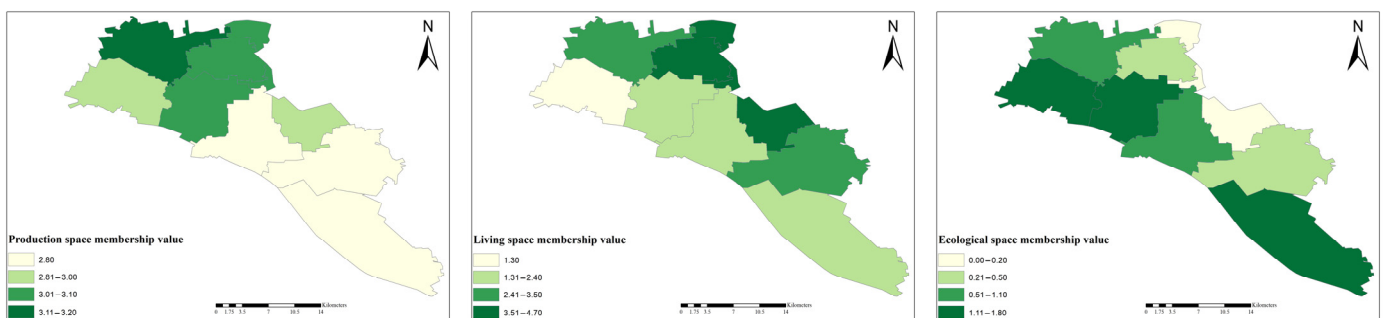 N
Production space membership value
2.80
2.81—3.00
3.01—3.10
3.11—3.20
Kilometers
0 1.75 3.5 7 10.5 14
N
Living space membership value
1.30
1.31—2.40
2.41—3.50
3.51—4.70
Kilometers
0 1.75 3.5 7 10.5 14
N
Ecological space membership value
0.00—0.20
0.21—0.50
0.51—1.10
1.11—1.80
Kilometers
0 1.75 3.5 7 10.5 14